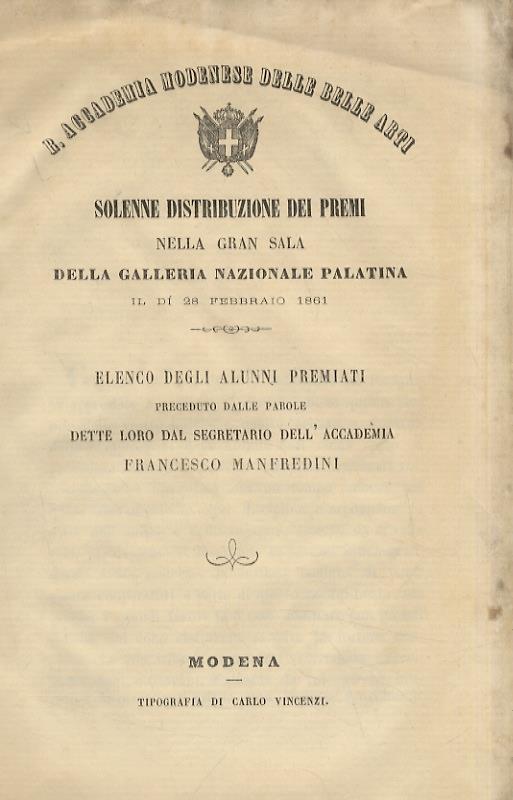 R. ACCADEMIA MODENESE DELLE BELLE ARTI
SOLENNE DISTRIBUZIONE DEI PREMI
NELLA GRAN SALA
DELLA GALLERIA NAZIONALE PALATINA
IL DÍ 28 FEBBRAIO 1861
ELENCO DEGLI ALUNNI PREMIATI
PRECEDUTO DALLE PAROLE
DETTE LORO DAL SEGRETARIO DELL' ACCADEMIA
FRANCESCO MANFREDINI
MODENA
TIPOGRAFIA DI CARLO VINCENZI.